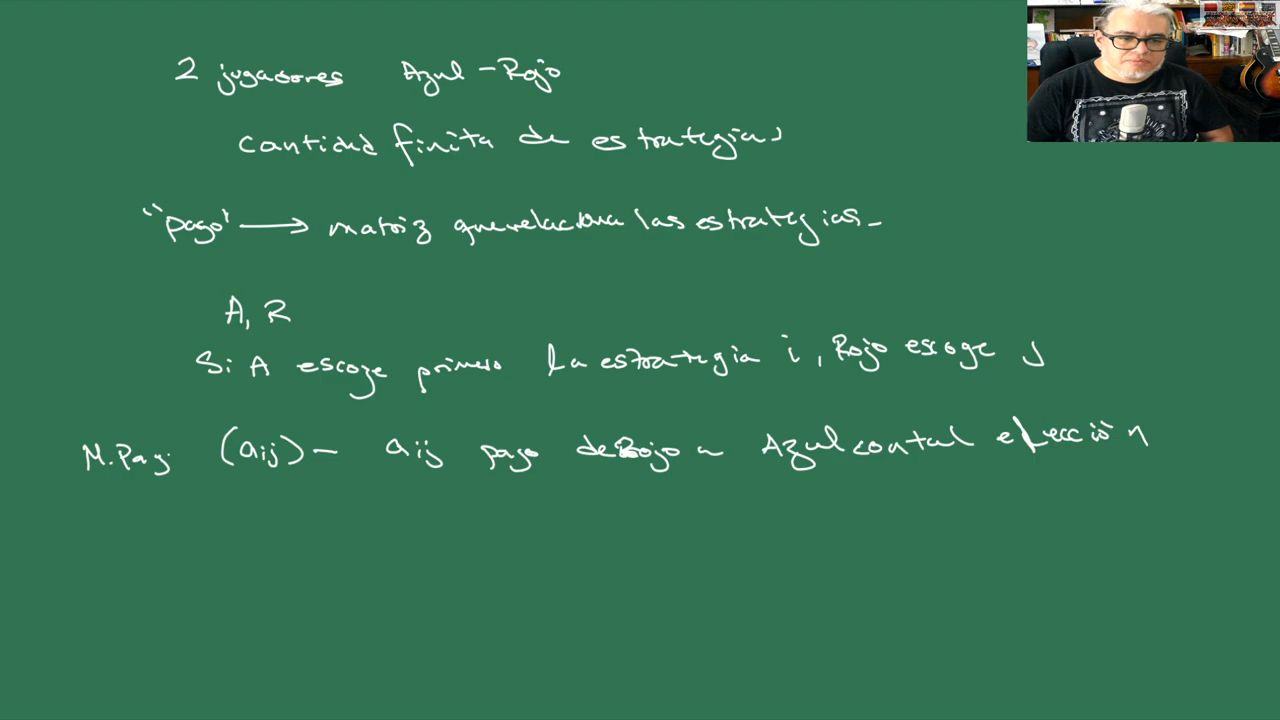 2 jugadores Azul - Rojo
Cantidad finita de estrategias
"Pago" → matriz que relaciona las estrategias.
A, R
Si A escoge primero la estrategia i, Rojo escoge j
M. Pag: (aij) - aij pago de Rojo a Azul con tal elección